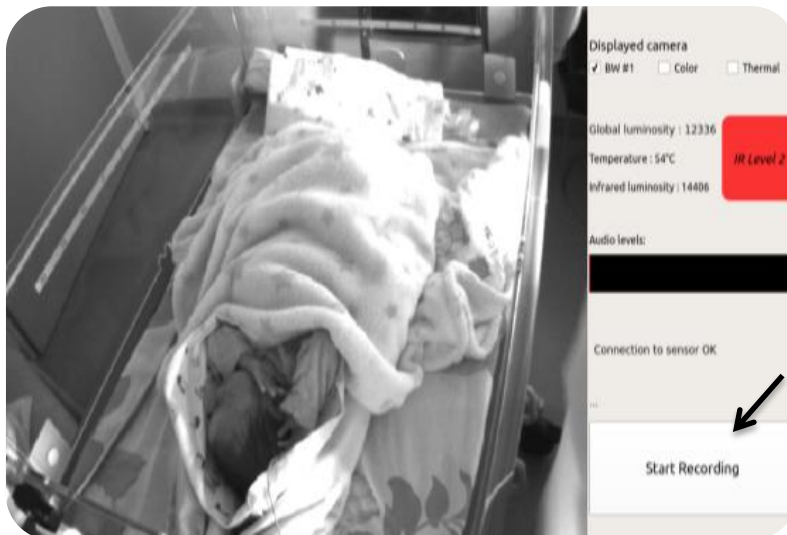 Displayed camera
BW #1 Color Thermal
Global luminosity : 12336
Temperature : 54°C
IR Level 2
Infrared luminosity : 14406
Audio levels:
Connection to sensor OK
...
Start Recording